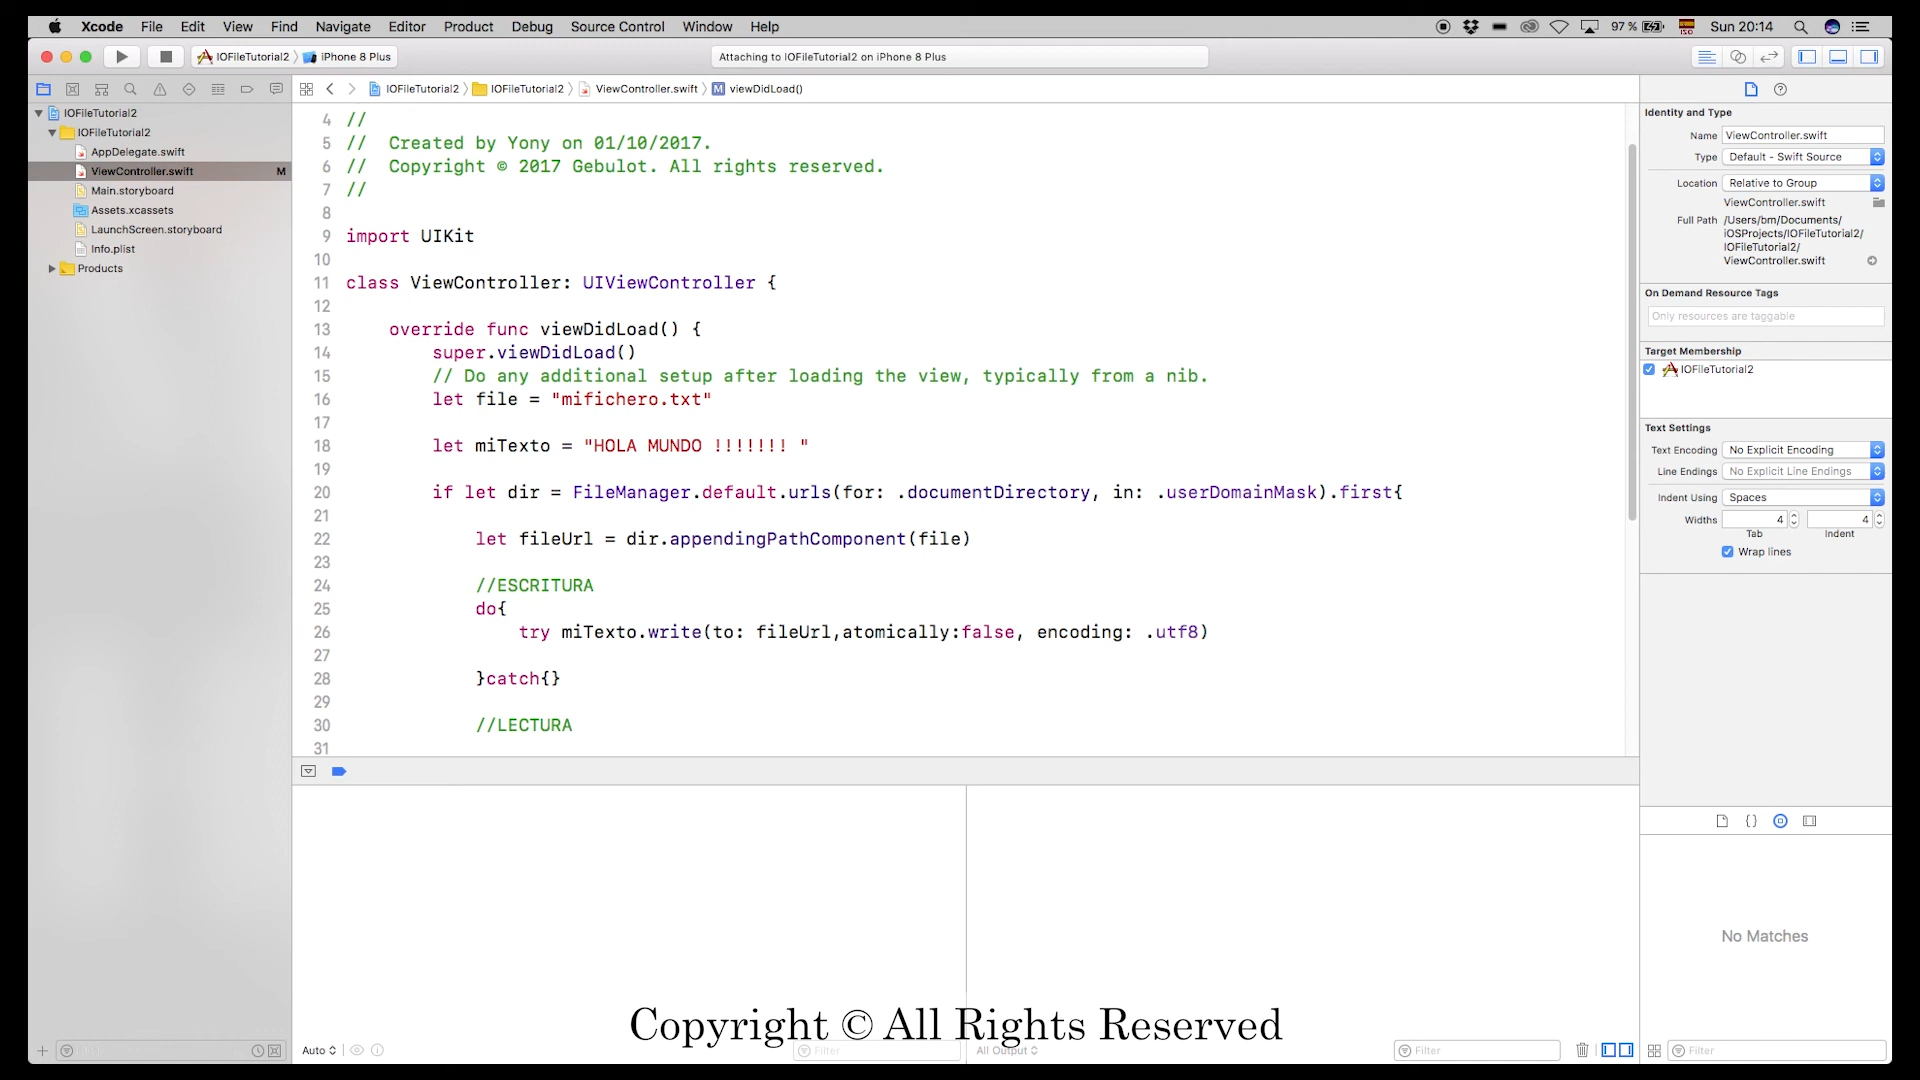 Xcode File Edit View Find Navigate Editor Product Debug Source Control Window Help 97 % Sun 20:14
IOFileTutorial2 iPhone 8 Plus Attaching to IOFileTutorial2 on iPhone 8 Plus
IOFileTutorial2 IOFileTutorial2 ViewController.swift M viewDidLoad()
IOFileTutorial2
IOFileTutorial2
AppDelegate.swift
ViewController.swift M
Main.storyboard
Assets.xcassets
LaunchScreen.storyboard
Info.plist
Products
4 //
5 // Created by Yony on 01/10/2017.
6 // Copyright © 2017 Gebulot. All rights reserved.
7 //
8
9 import UIKit
10
11 class ViewController: UIViewController {
12
13 override func viewDidLoad() {
14 super.viewDidLoad()
15 // Do any additional setup after loading the view, typically from a nib.
16 let file = "mifichero.txt"
17
18 let miTexto = "HOLA MUNDO !!!!!!! "
19
20 if let dir = FileManager.default.urls(for: .documentDirectory, in: .userDomainMask).first{
21
22 let fileUrl = dir.appendingPathComponent(file)
23
24 //ESCRITURA
25 do{
26 try miTexto.write(to: fileUrl,atomically:false, encoding: .utf8)
27
28 }catch{}
29
30 //LECTURA
31
Identity and Type
Name ViewController.swift
Type Default - Swift Source
Location Relative to Group
ViewController.swift
Full Path /Users/bm/Documents/
iOSProjects/IOFileTutorial2/
IOFileTutorial2/
ViewController.swift
On Demand Resource Tags
Only resources are taggable
Target Membership
IOFileTutorial2
Text Settings
Text Encoding No Explicit Encoding
Line Endings No Explicit Line Endings
Indent Using Spaces
Widths 4 4
Tab Indent
Wrap lines
No Matches
Copyright © All Rights Reserved
Auto Filter All Output Filter Filter